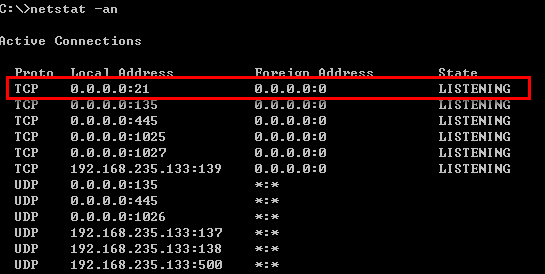 C:\>netstat -an
Active Connections
Proto Local Address Foreign Address State
TCP 0.0.0.0:21 0.0.0.0:0 LISTENING
TCP 0.0.0.0:135 0.0.0.0:0 LISTENING
TCP 0.0.0.0:445 0.0.0.0:0 LISTENING
TCP 0.0.0.0:1025 0.0.0.0:0 LISTENING
TCP 0.0.0.0:1027 0.0.0.0:0 LISTENING
TCP 192.168.235.133:139 0.0.0.0:0 LISTENING
UDP 0.0.0.0:135 *:*
UDP 0.0.0.0:445 *:*
UDP 0.0.0.0:1026 *:*
UDP 192.168.235.133:137 *:*
UDP 192.168.235.133:138 *:*
UDP 192.168.235.133:500 *:*